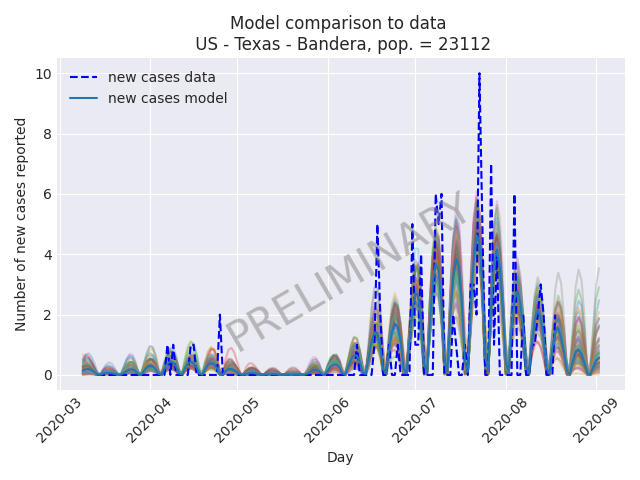 Model comparison to data
US - Texas - Bandera, pop. = 23112
new cases data
new cases model
PRELIMINARY
Number of new cases reported
10
8
6
4
2
0
2020-03
2020-04
2020-05
2020-06
2020-07
2020-08
2020-09
Day